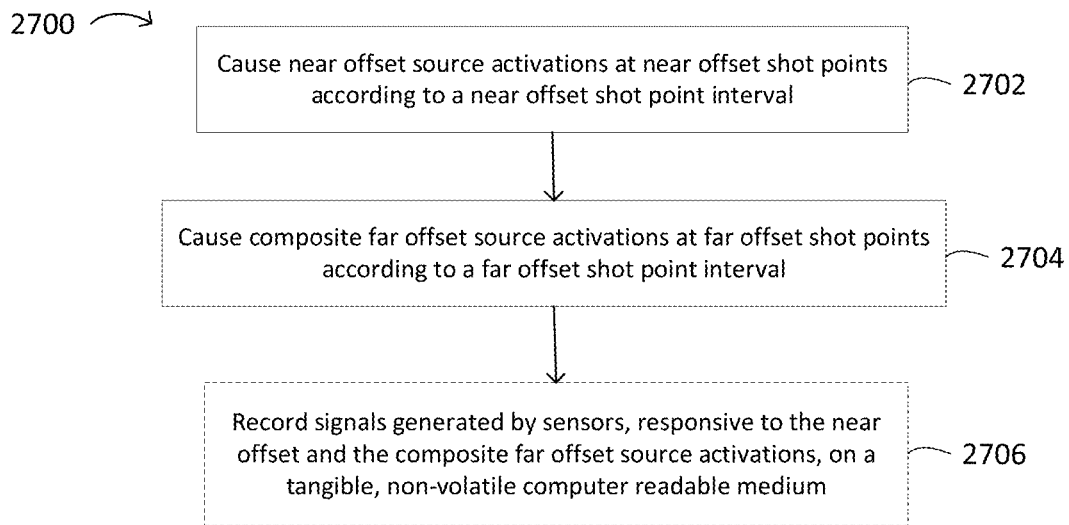 2700
Cause near offset source activations at near offset shot points
according to a near offset shot point interval
2702
Cause composite far offset source activations at far offset shot points
according to a far offset shot point interval
2704
Record signals generated by sensors, responsive to the near
offset and the composite far offset source activations, on a
tangible, non-volatile computer readable medium
2706